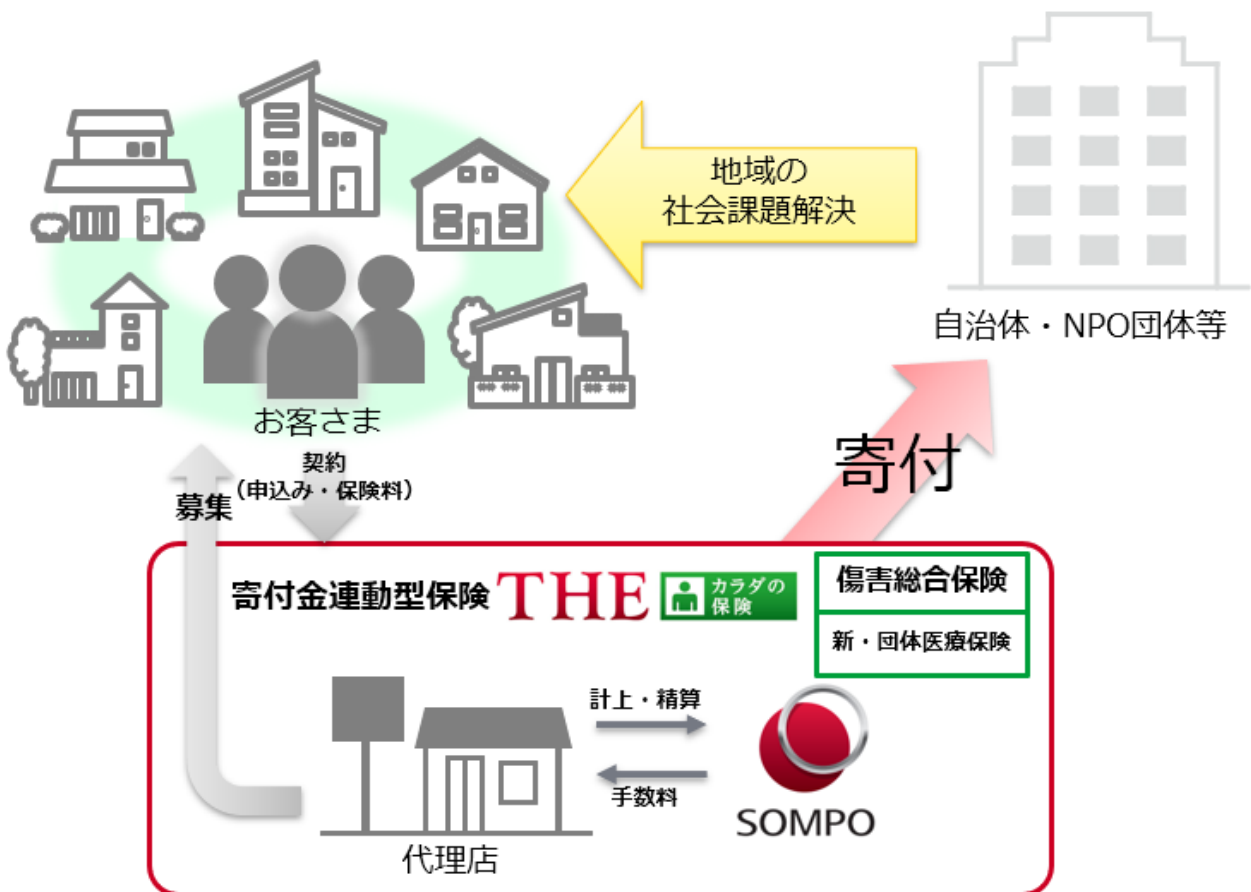 地域の
社会課題解決
自治体・NPO団体等
お客さま
契約
(申込み・保険料)
募集
寄付
寄付金連動型保険 THE カラダの
保険
傷害総合保険
新・団体医療保険
計上・精算
手数料
SOMPO
代理店